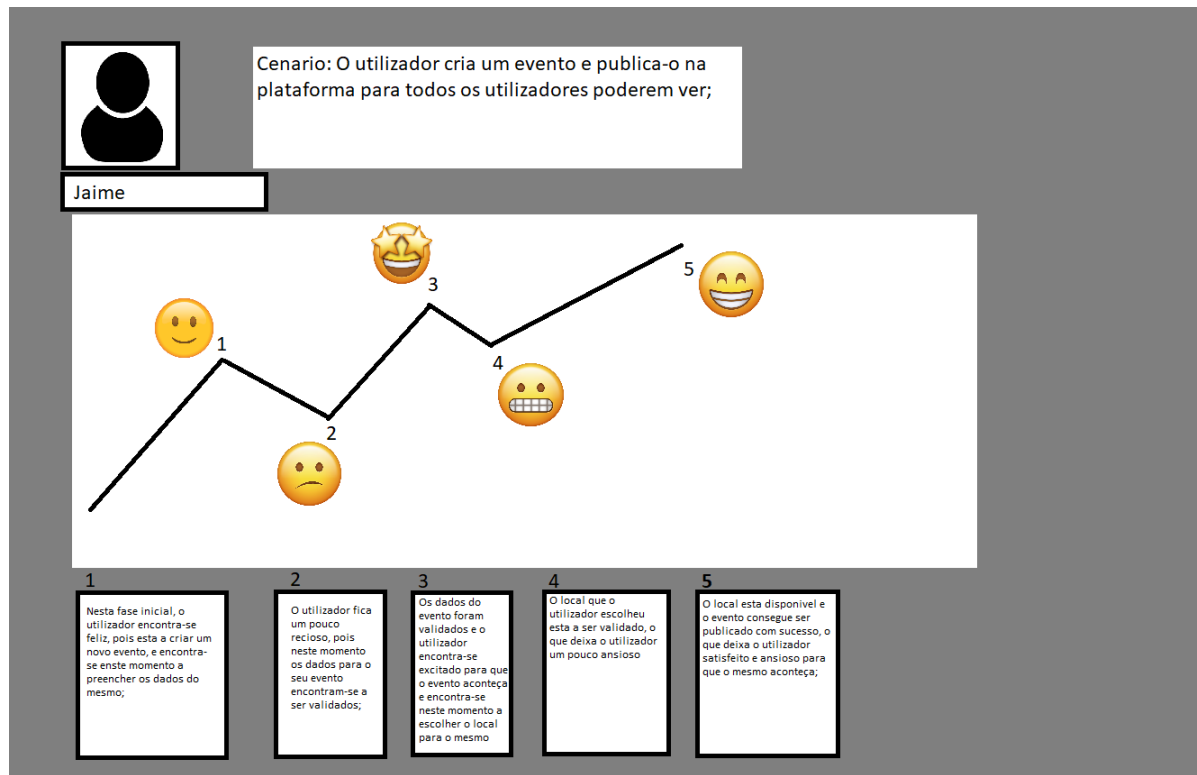 Cenario: O utilizador cria um evento e publica-o na
plataforma para todos os utilizadores poderem ver;
Jaime
1
2
3
4
5
1
Nesta fase inicial, o
utilizador encontra-se
feliz, pois esta a criar um
novo evento, e encontra-
se enste momento a
preencher os dados do
mesmo;
2
O utilizador fica
um pouco
recioso, pois
neste momento
os dados para o
seu evento
encontram-se a
ser validados;
3
Os dados do
evento foram
validados e o
utilizador
encontra-se
excitado para que
o evento aconteça
e encontra-se
neste momento a
escolher o local
para o mesmo
4
O local que o
utilizador escolheu
esta a ser validado, o
que deixa o utilizador
um pouco ansioso
5
O local esta disponivel e
o evento consegue ser
publicado com sucesso, o
que deixa o utilizador
satisfeito e ansioso para
que o mesmo aconteça;